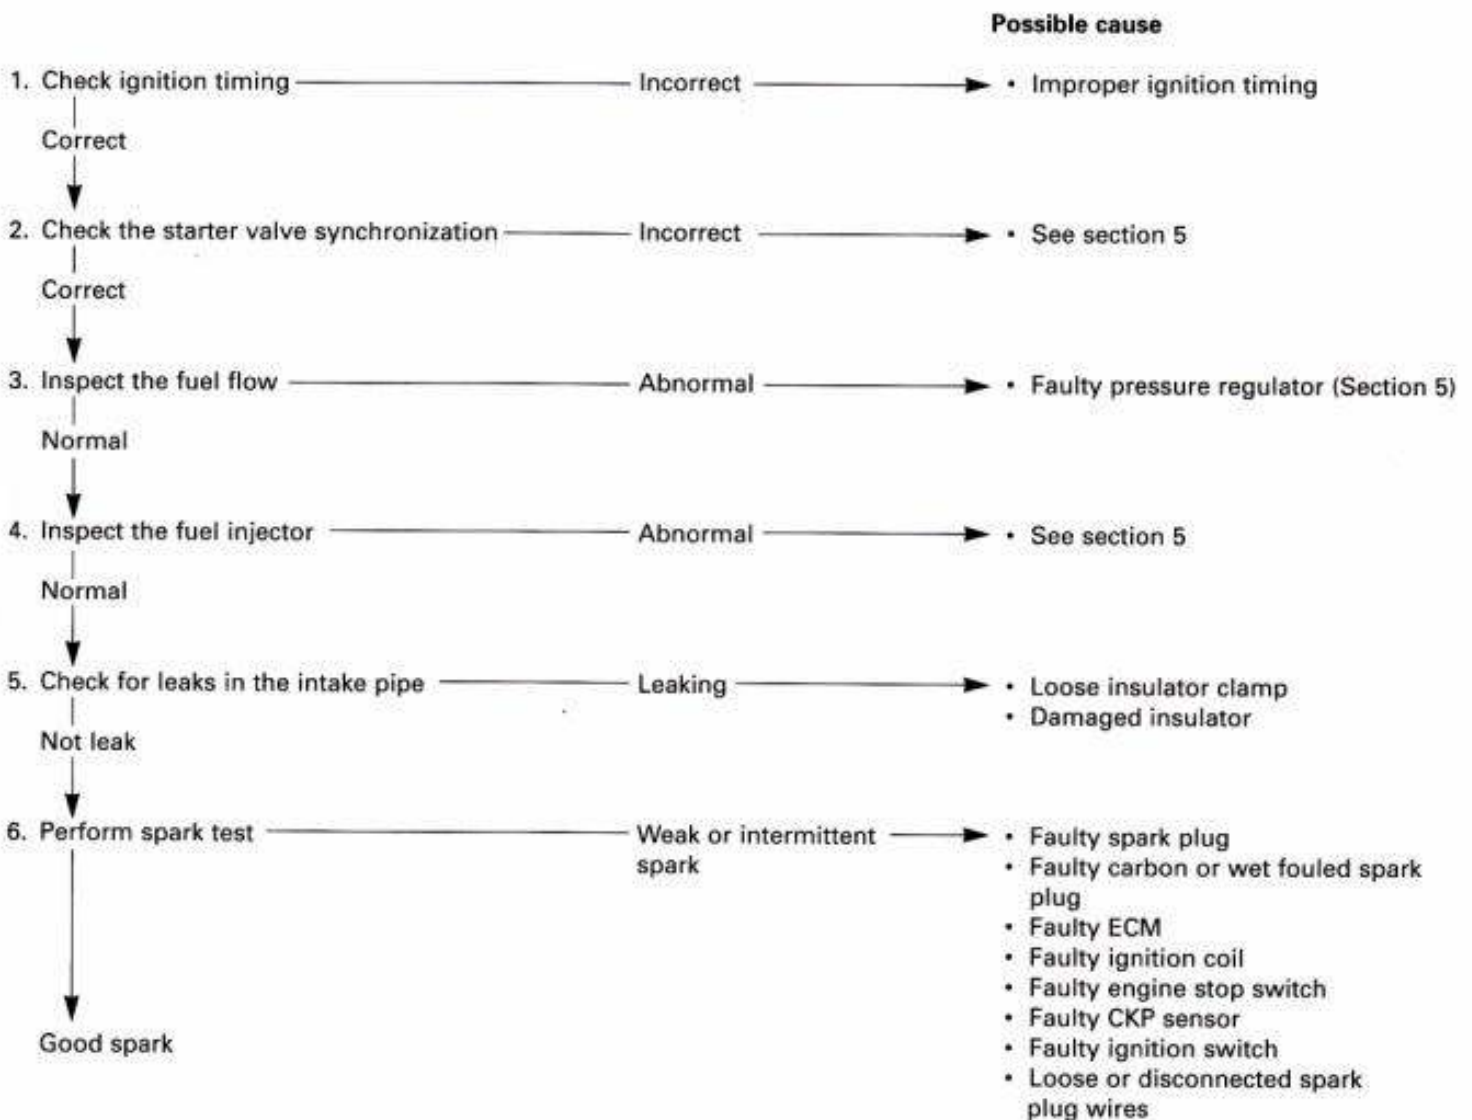 Possible cause
1. Check ignition timing Incorrect • Improper ignition timing
Correct
2. Check the starter valve synchronization Incorrect • See section 5
Correct
3. Inspect the fuel flow Abnormal • Faulty pressure regulator (Section 5)
Normal
4. Inspect the fuel injector Abnormal • See section 5
Normal
5. Check for leaks in the intake pipe Leaking • Loose insulator clamp
• Damaged insulator
Not leak
6. Perform spark test Weak or intermittent • Faulty spark plug
spark • Faulty carbon or wet fouled spark
plug
• Faulty ECM
• Faulty ignition coil
• Faulty engine stop switch
• Faulty CKP sensor
Good spark
• Faulty ignition switch
• Loose or disconnected spark
plug wires